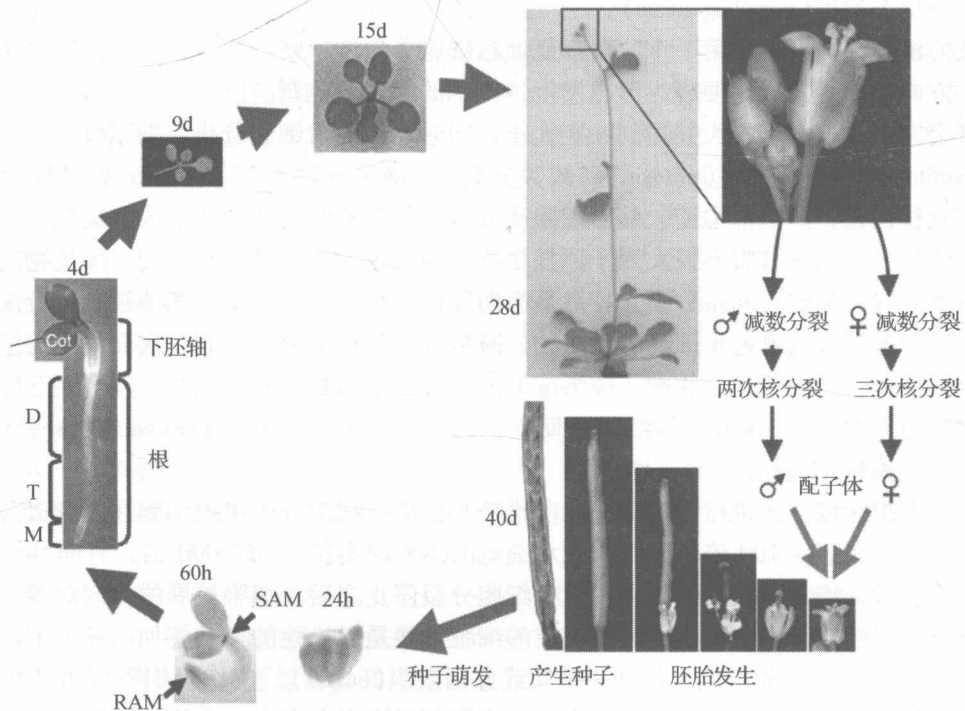 15d
9d
4d
Cot
下胚轴
D
T
M
根
28d
♂ 减数分裂 ♀ 减数分裂
两次核分裂 三次核分裂
♂ 配子体 ♀
40d
60h
SAM 24h
RAM
种子萌发 产生种子 胚胎发生